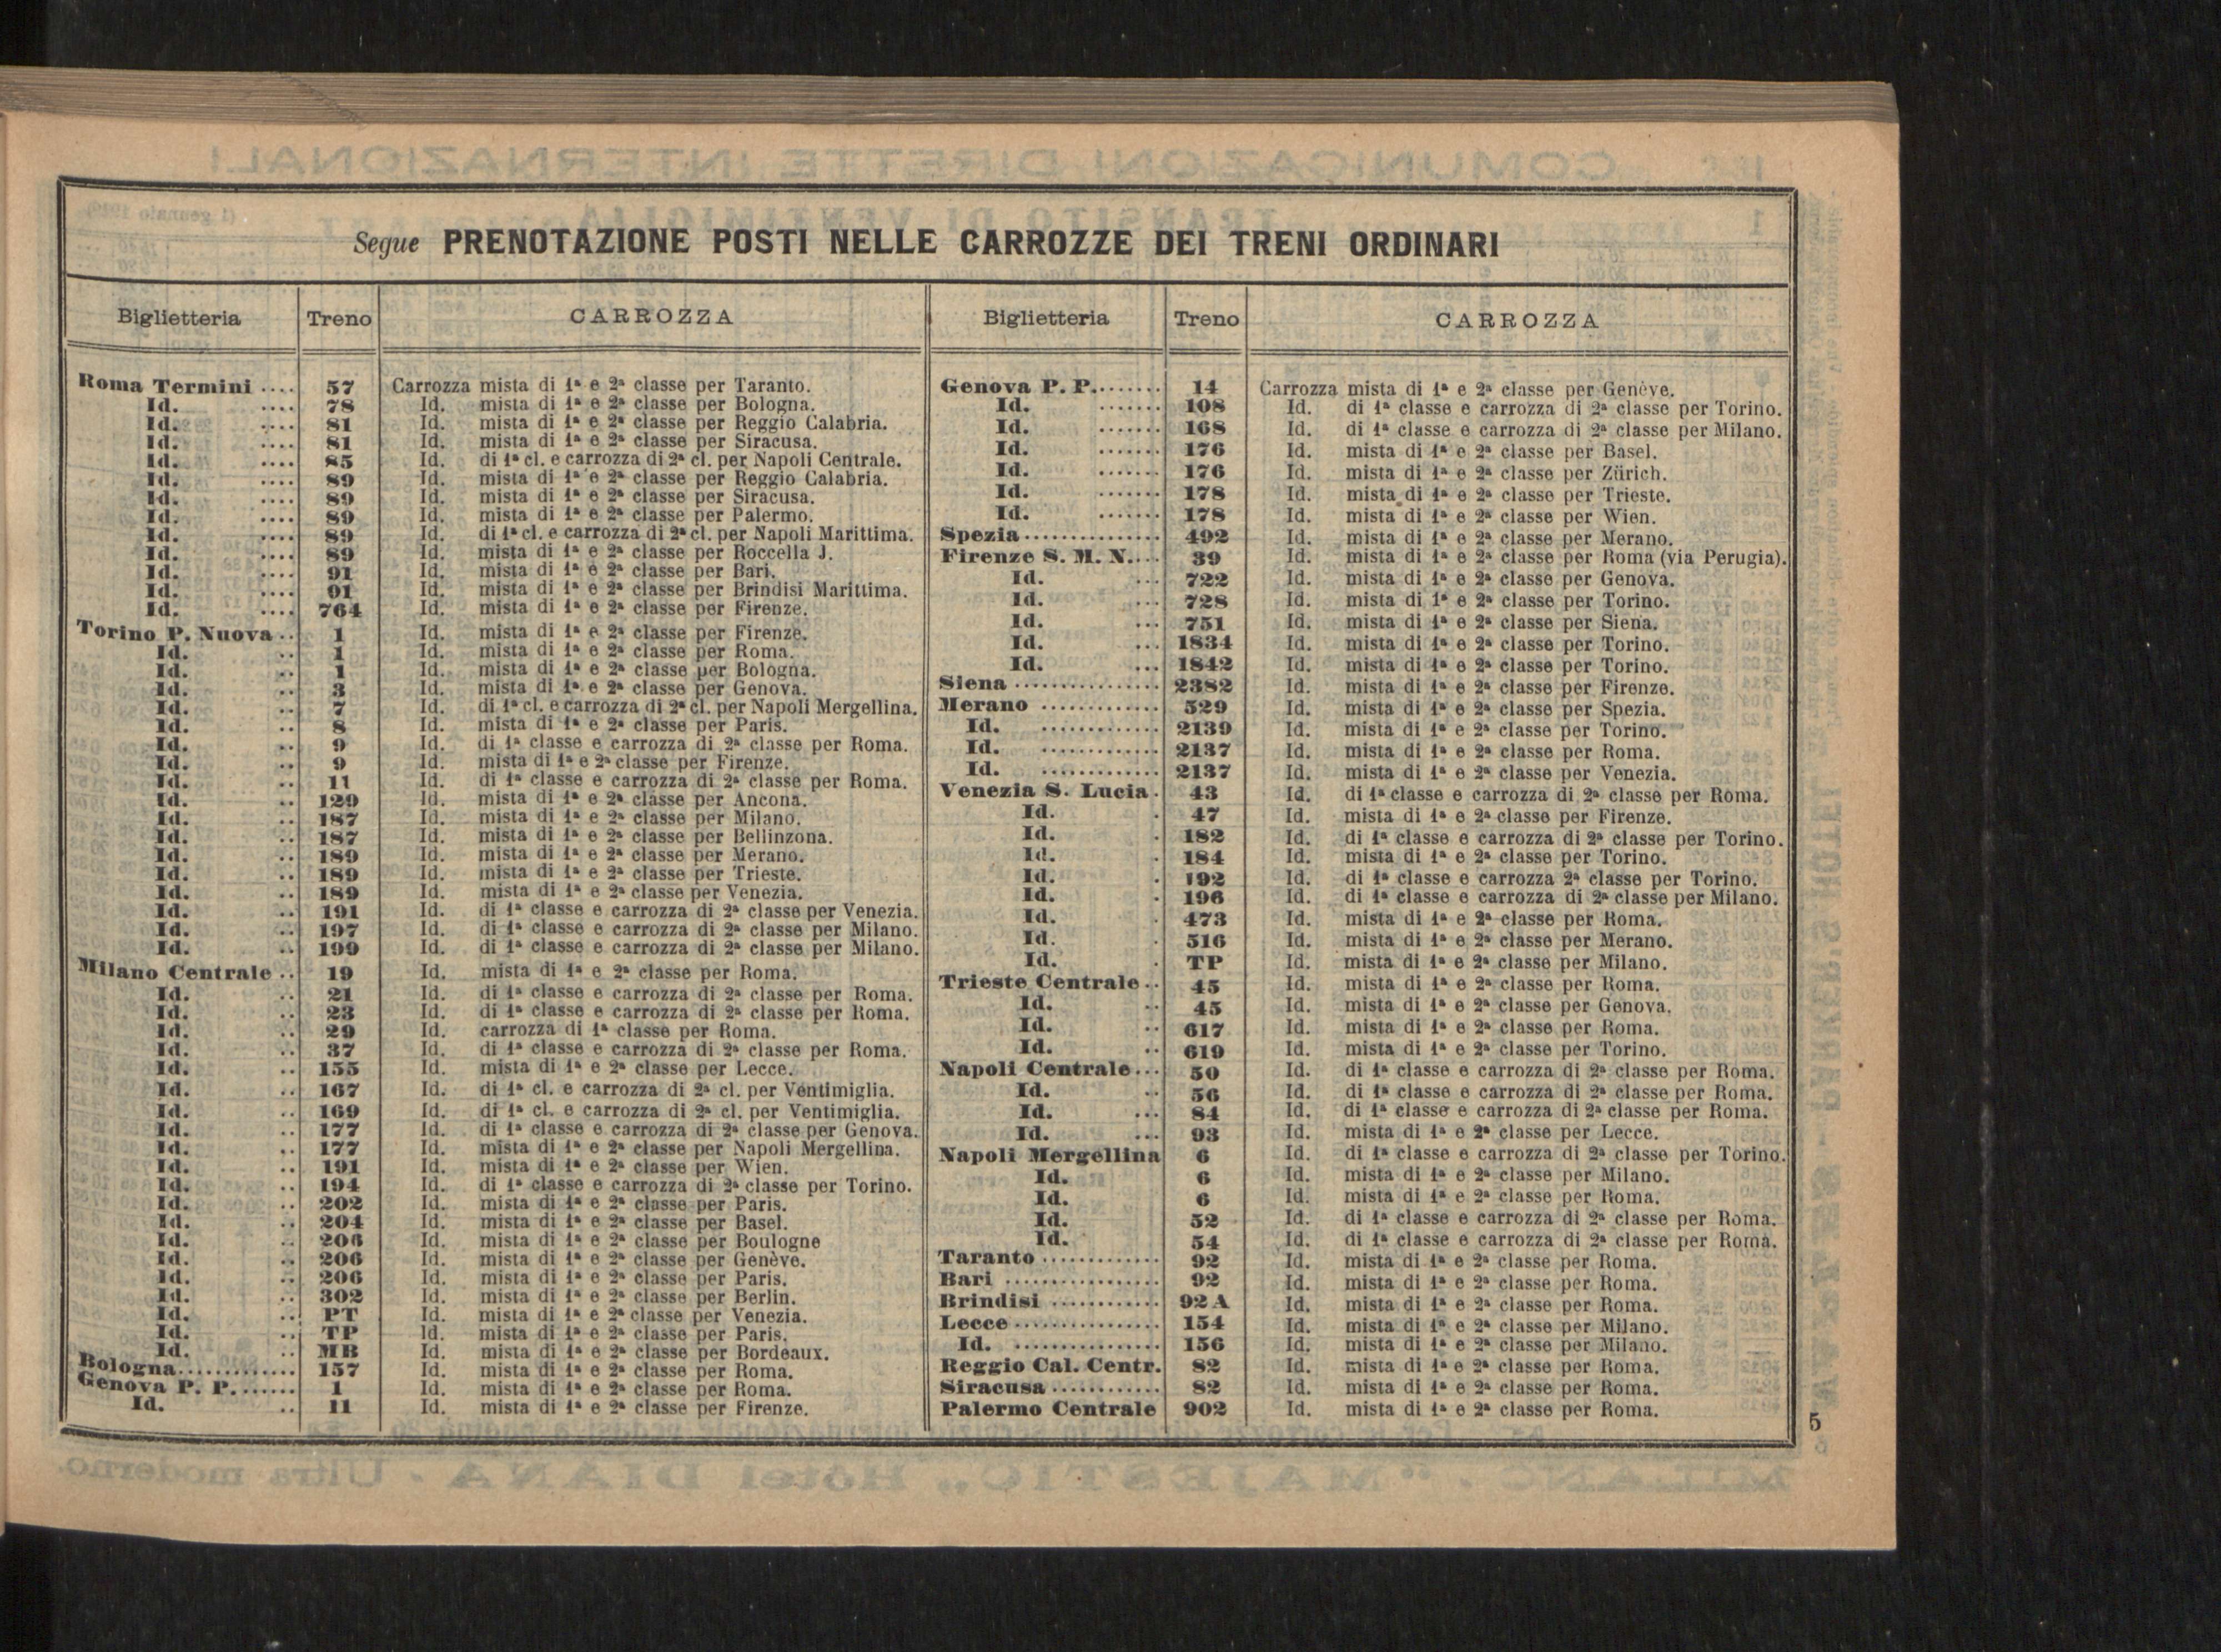 Segue PRENOTAZIONE POSTI NELLE CARROZZE DEI TRENI ORDINARI
Biglietteria Treno CARROZZA
Roma Termini .... 57 Carrozza mista di 1ª e 2ª classe per Taranto.
Id. .... 78 Id. mista di 1ª e 2ª classe per Bologna.
Id. .... 81 Id. mista di 1ª e 2ª classe per Reggio Calabria.
Id. .... 81 Id. mista di 1ª e 2ª classe per Siracusa.
Id. .... 85 Id. di 1ª cl. e carrozza di 2ª cl. per Napoli Centrale.
Id. .... 89 Id. mista di 1ª e 2ª classe per Reggio Calabria.
Id. .... 89 Id. mista di 1ª e 2ª classe per Siracusa.
Id. .... 89 Id. mista di 1ª e 2ª classe per Palermo.
Id. .... 89 Id. di 1ª cl. e carrozza di 2ª cl. per Napoli Marittima.
Id. .... 89 Id. mista di 1ª e 2ª classe per Roccella J.
Id. .... 91 Id. mista di 1ª e 2ª classe per Bari.
Id. .... 91 Id. mista di 1ª e 2ª classe per Brindisi Marittima.
Id. .... 764 Id. mista di 1ª e 2ª classe per Firenze.
Torino P. Nuova .. 1 Id. mista di 1ª e 2ª classe per Firenze.
Id. .. 1 Id. mista di 1ª e 2ª classe per Roma.
Id. .. 1 Id. mista di 1ª e 2ª classe per Bologna.
Id. .. 3 Id. mista di 1ª e 2ª classe per Genova.
Id. .. 7 Id. di 1ª cl. e carrozza di 2ª cl. per Napoli Mergellina.
Id. .. 8 Id. mista di 1ª e 2ª classe per Paris.
Id. .. 9 Id. di 1ª classe e carrozza di 2ª classe per Roma.
Id. .. 9 Id. mista di 1ª e 2ª classe per Firenze.
Id. .. 11 Id. di 1ª classe e carrozza di 2ª classe per Roma.
Id. .. 129 Id. mista di 1ª e 2ª classe per Ancona.
Id. .. 187 Id. mista di 1ª e 2ª classe per Milano.
Id. .. 187 Id. mista di 1ª e 2ª classe per Bellinzona.
Id. .. 189 Id. mista di 1ª e 2ª classe per Merano.
Id. .. 189 Id. mista di 1ª e 2ª classe per Trieste.
Id. .. 189 Id. mista di 1ª e 2ª classe per Venezia.
Id. .. 191 Id. di 1ª classe e carrozza di 2ª classe per Venezia.
Id. .. 197 Id. di 1ª classe e carrozza di 2ª classe per Milano.
Id. .. 199 Id. di 1ª classe e carrozza di 2ª classe per Milano.
Milano Centrale .. 19 Id. mista di 1ª e 2ª classe per Roma.
Id. .. 21 Id. di 1ª classe e carrozza di 2ª classe per Roma.
Id. .. 23 Id. di 1ª classe e carrozza di 2ª classe per Roma.
Id. .. 29 Id. carrozza di 1ª classe per Roma.
Id. .. 37 Id. di 1ª classe e carrozza di 2ª classe per Roma.
Id. .. 155 Id. mista di 1ª e 2ª classe per Lecce.
Id. .. 167 Id. di 1ª cl. e carrozza di 2ª cl. per Ventimiglia.
Id. .. 169 Id. di 1ª cl. e carrozza di 2ª cl. per Ventimiglia.
Id. .. 177 Id. di 1ª classe e carrozza di 2ª classe per Genova.
Id. .. 177 Id. mista di 1ª e 2ª classe per Napoli Mergellina.
Id. .. 191 Id. mista di 1ª e 2ª classe per Wien.
Id. .. 194 Id. di 1ª classe e carrozza di 2ª classe per Torino.
Id. .. 202 Id. mista di 1ª e 2ª classe per Paris.
Id. .. 204 Id. mista di 1ª e 2ª classe per Basel.
Id. .. 206 Id. mista di 1ª e 2ª classe per Boulogne
Id. .. 206 Id. mista di 1ª e 2ª classe per Genève.
Id. .. 206 Id. mista di 1ª e 2ª classe per Paris.
Id. .. 302 Id. mista di 1ª e 2ª classe per Berlin.
Id. .. PT Id. mista di 1ª e 2ª classe per Venezia.
Id. .. TP Id. mista di 1ª e 2ª classe per Paris.
Id. .. MB Id. mista di 1ª e 2ª classe per Bordeaux.
Bologna............. 157 Id. mista di 1ª e 2ª classe per Roma.
Genova P. P. ...... 1 Id. mista di 1ª e 2ª classe per Roma.
Id. .. 11 Id. mista di 1ª e 2ª classe per Firenze.
Biglietteria Treno CARROZZA
Genova P. P........ 14 Carrozza mista di 1ª e 2ª classe per Genève.
Id. ....... 108 Id. di 1ª classe e carrozza di 2ª classe per Torino.
Id. ....... 168 Id. di 1ª classe e carrozza di 2ª classe per Milano.
Id. ....... 176 Id. mista di 1ª e 2ª classe per Basel.
Id. ....... 176 Id. mista di 1ª e 2ª classe per Zürich.
Id. ....... 178 Id. mista di 1ª e 2ª classe per Trieste.
Id. ....... 178 Id. mista di 1ª e 2ª classe per Wien.
Spezia............... 492 Id. mista di 1ª e 2ª classe per Merano.
Firenze S. M. N.... 39 Id. mista di 1ª e 2ª classe per Roma (via Perugia).
Id. ... 722 Id. mista di 1ª e 2ª classe per Genova.
Id. ... 728 Id. mista di 1ª e 2ª classe per Torino.
Id. ... 751 Id. mista di 1ª e 2ª classe per Siena.
Id. ... 1834 Id. mista di 1ª e 2ª classe per Torino.
Id. ... 1842 Id. mista di 1ª e 2ª classe per Torino.
Siena ................ 2382 Id. mista di 1ª e 2ª classe per Firenze.
Merano ............. 529 Id. mista di 1ª e 2ª classe per Spezia.
Id. ............. 2139 Id. mista di 1ª e 2ª classe per Torino.
Id. ............. 2137 Id. mista di 1ª e 2ª classe per Roma.
Id. ............. 2137 Id. mista di 1ª e 2ª classe per Venezia.
Venezia S. Lucia . 43 Id. di 1ª classe e carrozza di 2ª classe per Roma.
Id. . 47 Id. mista di 1ª e 2ª classe per Firenze.
Id. . 182 Id. di 1ª classe e carrozza di 2ª classe per Torino.
Id. . 184 Id. mista di 1ª e 2ª classe per Torino.
Id. . 192 Id. di 1ª classe e carrozza 2ª classe per Torino.
Id. . 196 Id. di 1ª classe e carrozza di 2ª classe per Milano.
Id. . 473 Id. mista di 1ª e 2ª classe per Roma.
Id. . 516 Id. mista di 1ª e 2ª classe per Merano.
Id. . TP Id. mista di 1ª e 2ª classe per Milano.
Trieste Centrale .. 45 Id. mista di 1ª e 2ª classe per Roma.
Id. .. 45 Id. mista di 1ª e 2ª classe per Genova.
Id. .. 617 Id. mista di 1ª e 2ª classe per Roma.
Id. .. 619 Id. mista di 1ª e 2ª classe per Torino.
Napoli Centrale... 50 Id. di 1ª classe e carrozza di 2ª classe per Roma.
Id. .. 56 Id. di 1ª classe e carrozza di 2ª classe per Roma.
Id. ... 84 Id. di 1ª classe e carrozza di 2ª classe per Roma.
Id. ... 93 Id. mista di 1ª e 2ª classe per Lecce.
Napoli Mergellina 6 Id. di 1ª classe e carrozza di 2ª classe per Torino.
Id. 6 Id. mista di 1ª e 2ª classe per Milano.
Id. 6 Id. mista di 1ª e 2ª classe per Roma.
Id. 52 Id. di 1ª classe e carrozza di 2ª classe per Roma.
Id. 54 Id. di 1ª classe e carrozza di 2ª classe per Roma.
Taranto ............. 92 Id. mista di 1ª e 2ª classe per Roma.
Bari ................. 92 Id. mista di 1ª e 2ª classe per Roma.
Brindisi ............ 92 A Id. mista di 1ª e 2ª classe per Roma.
Lecce ................ 154 Id. mista di 1ª e 2ª classe per Milano.
Id. ................ 156 Id. mista di 1ª e 2ª classe per Milano.
Reggio Cal. Centr. 82 Id. mista di 1ª e 2ª classe per Roma.
Siracusa ............ 82 Id. mista di 1ª e 2ª classe per Roma.
Palermo Centrale 902 Id. mista di 1ª e 2ª classe per Roma.
5